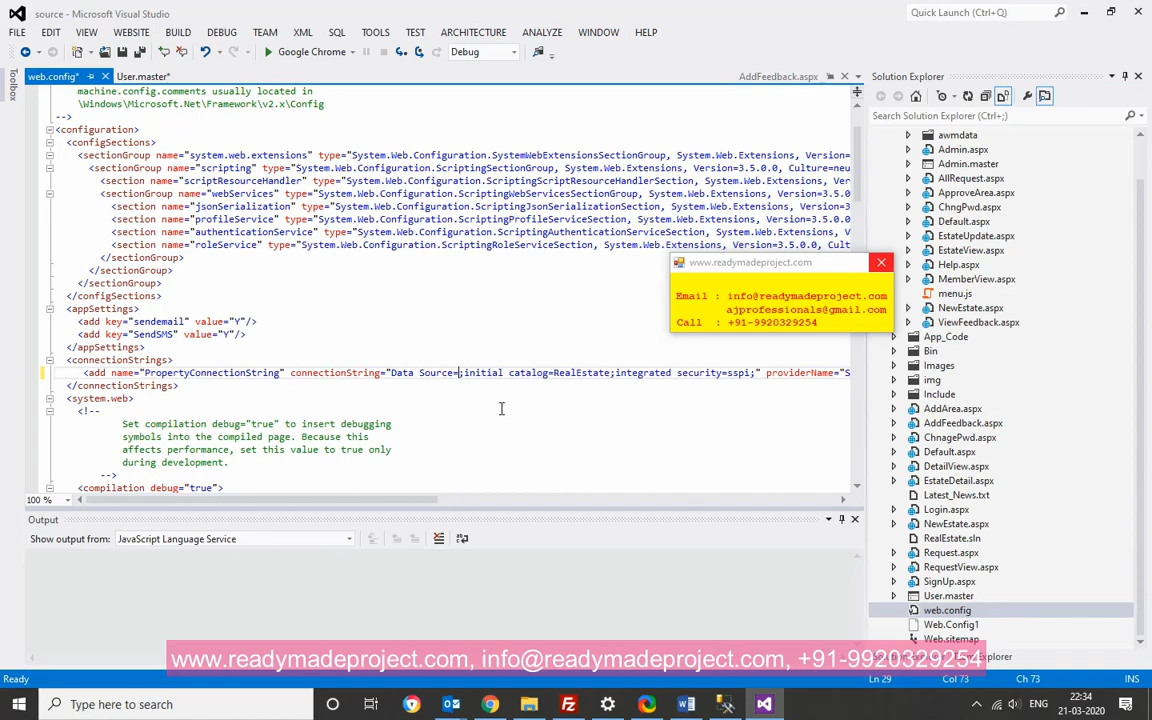 source - Microsoft Visual Studio
Quick Launch (Ctrl+Q)
FILE EDIT VIEW WEBSITE BUILD DEBUG TEAM XML SQL TOOLS TEST ARCHITECTURE ANALYZE WINDOW HELP
Google Chrome Debug
Toolbox
web.config* User.master* AddFeedback.aspx
machine.config.comments usually located in
\Windows\Microsoft.Net\Framework\v2.x\Config
-->
<configuration>
<configSections>
<sectionGroup name="system.web.extensions" type="System.Web.Configuration.SystemWebExtensionsSectionGroup, System.Web.Extensions, Version=
<sectionGroup name="scripting" type="System.Web.Configuration.ScriptingSectionGroup, System.Web.Extensions, Version=3.5.0.0, Culture=neu
<section name="scriptResourceHandler" type="System.Web.Configuration.ScriptingScriptResourceHandlerSection, System.Web.Extensions, Ver
<sectionGroup name="webServices" type="System.Web.Configuration.ScriptingWebServicesSectionGroup, System.Web.Extensions, Version=3.5.0
<section name="jsonSerialization" type="System.Web.Configuration.ScriptingJsonSerializationSection, System.Web.Extensions, Version=3
<section name="profileService" type="System.Web.Configuration.ScriptingProfileServiceSection, System.Web.Extensions, Version=3.5.0.0
<section name="authenticationService" type="System.Web.Configuration.ScriptingAuthenticationServiceSection, System.Web.Extensions, V
<section name="roleService" type="System.Web.Configuration.ScriptingRoleServiceSection, System.Web.Extensions, Version=3.5.0.0, Cult
</sectionGroup>
</sectionGroup>
</sectionGroup>
</configSections>
<appSettings>
<add key="sendemail" value="Y"/>
<add key="SendSMS" value="Y"/>
</appSettings>
<connectionStrings>
<add name="PropertyConnectionString" connectionString="Data Source=;initial catalog=RealEstate;integrated security=sspi;" providerName="S
</connectionStrings>
<system.web>
<!--
Set compilation debug="true" to insert debugging
symbols into the compiled page. Because this
affects performance, set this value to true only
during development.
-->
<compilation debug="true">
100 %
www.readymadeproject.com
Email : info@readymadeproject.com
ajprofessionals@gmail.com
Call : +91-9920329254
Output
Show output from: JavaScript Language Service
Solution Explorer
Search Solution Explorer (Ctrl+;)
awmdata
Admin.aspx
Admin.master
AllRequest.aspx
ApproveArea.aspx
ChngPwd.aspx
Default.aspx
EstateUpdate.aspx
EstateView.aspx
Help.aspx
MemberView.aspx
menu.js
NewEstate.aspx
ViewFeedback.aspx
App_Code
Bin
Images
img
Include
AddArea.aspx
AddFeedback.aspx
ChnagePwd.aspx
Default.aspx
DetailView.aspx
EstateDetail.aspx
Latest_News.txt
Login.aspx
NewEstate.aspx
RealEstate.sln
Request.aspx
RequestView.aspx
SignUp.aspx
User.master
web.config
Web.Config1
Web.sitemap
www.readymadeproject.com, info@readymadeproject.com, +91-9920329254
Ready Ln 29 Col 73 Ch 73 INS
Type here to search
ENG
22:34
21-03-2020